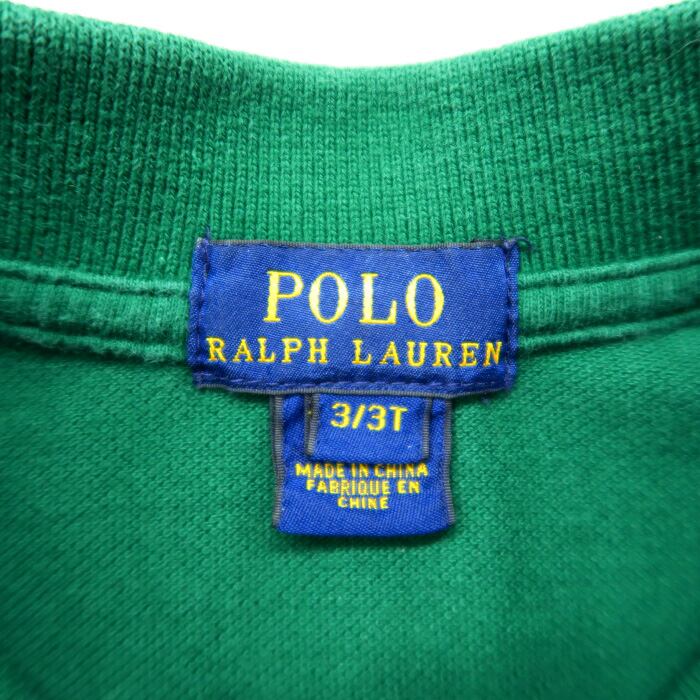 POLO
RALPH LAUREN
3/3T
MADE IN CHINA
FABRIQUE EN
CHINE